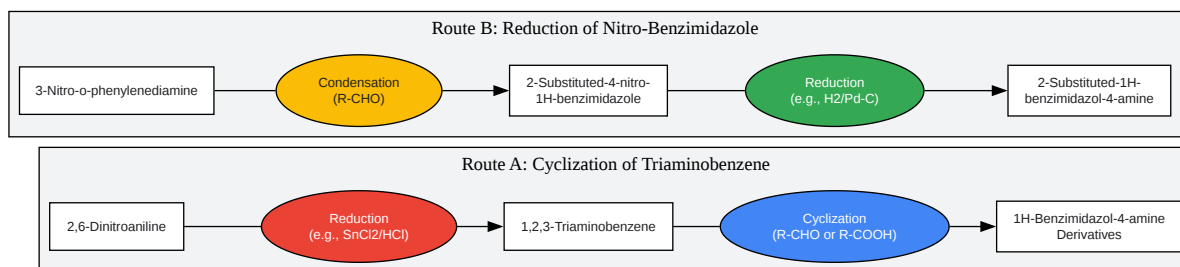 Route B: Reduction of Nitro-Benzimidazole
3-Nitro-o-phenylenediamine
Condensation
(R-CHO)
2-Substituted-4-nitro-
1H-benzimidazole
Reduction
(e.g., H2/Pd-C)
2-Substituted-1H-
benzimidazol-4-amine
Route A: Cyclization of Triaminobenzene
2,6-Dinitroaniline
Reduction
(e.g., SnCl2/HCl)
1,2,3-Triaminobenzene
Cyclization
(R-CHO or R-COOH)
1H-Benzimidazol-4-amine
Derivatives